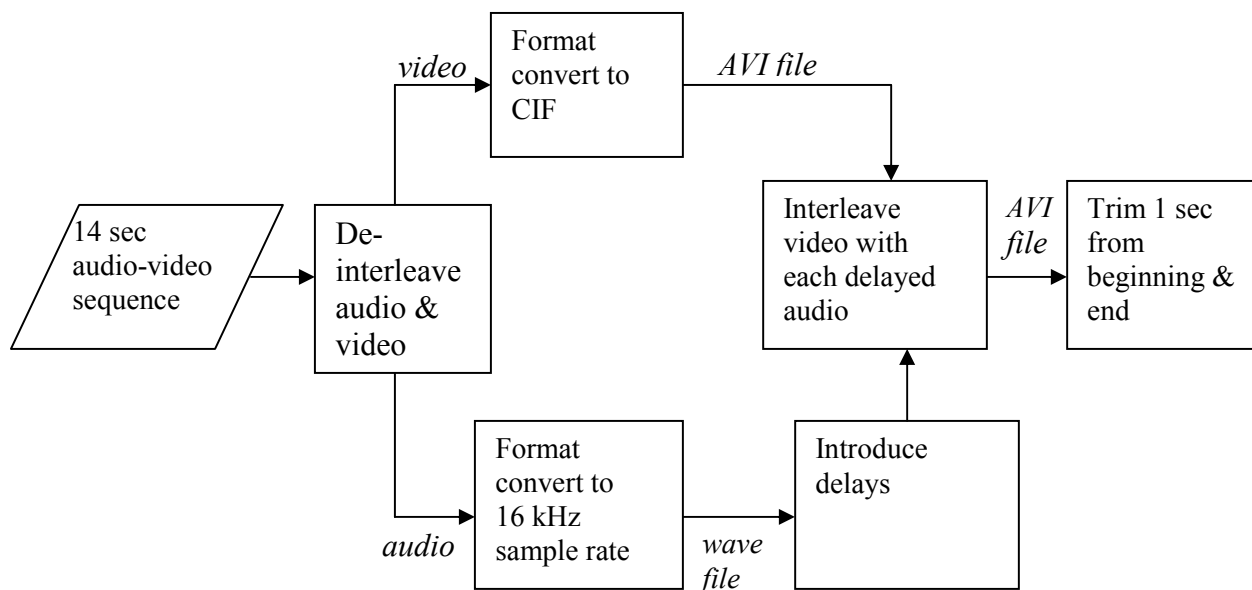 14 sec
audio-video
sequence
De-
interleave
audio &
video
video
Format
convert to
CIF
AVI file
audio
Format
convert to
16 kHz
sample rate
wave
file
Introduce
delays
Interleave
video with
each delayed
audio
AVI
file
Trim 1 sec
from
beginning &
end